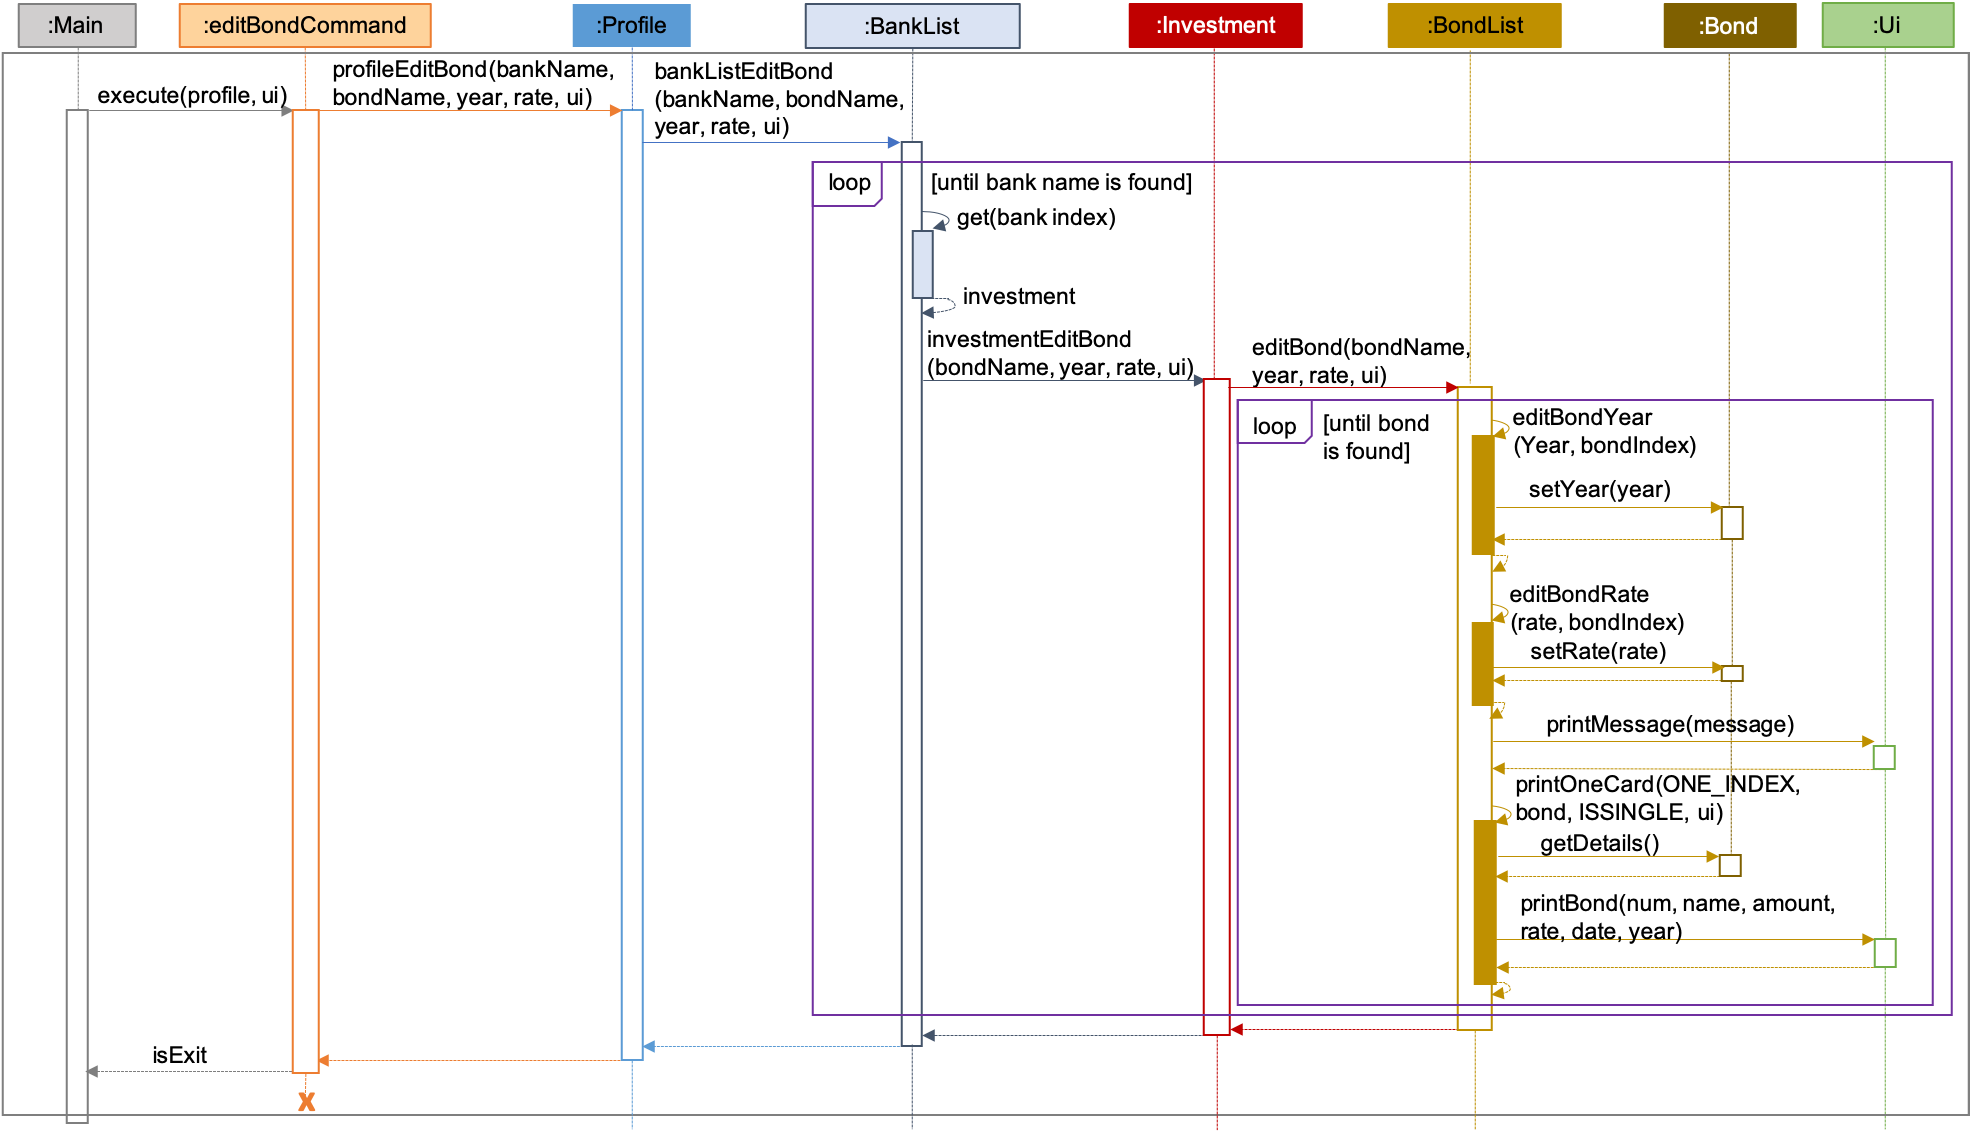 :Main
:editBondCommand
:Profile
:BankList
:Investment
:BondList
:Bond
:Ui
execute(profile, ui)
profileEditBond(bankName,
bondName, year, rate, ui)
bankListEditBond
(bankName, bondName,
year, rate, ui)
loop
[until bank name is found]
get(bank index)
investment
investmentEditBond
(bondName, year, rate, ui)
editBond(bondName,
year, rate, ui)
loop
[until bond
is found]
editBondYear
(Year, bondIndex)
setYear(year)
editBondRate
(rate, bondIndex)
setRate(rate)
printMessage(message)
printOneCard(ONE_INDEX,
bond, ISSINGLE, ui)
getDetails()
printBond(num, name, amount,
rate, date, year)
isExit
X